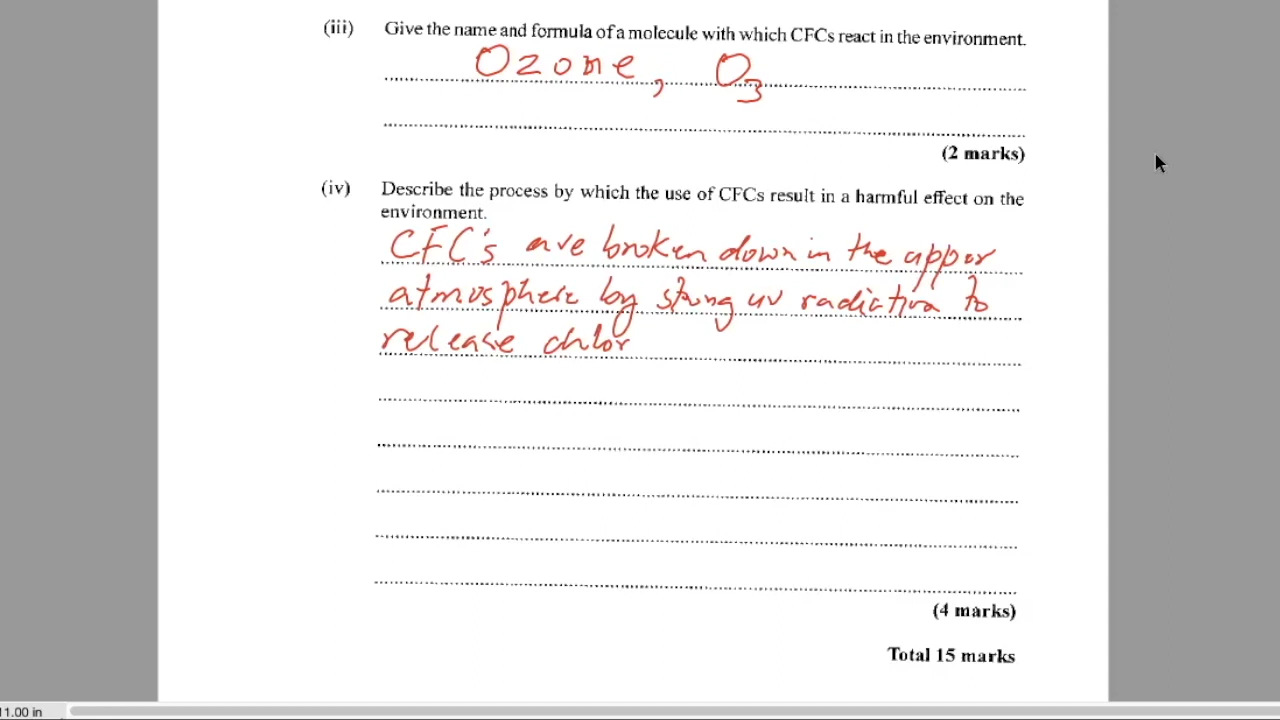 (iii) Give the name and formula of a molecule with which CFCs react in the environment.
Ozone, O3
(2 marks)
(iv) Describe the process by which the use of CFCs result in a harmful effect on the
environment.
CFC's are broken down in the upper
atmosphere by strong uv radiation to
release chlor
(4 marks)
Total 15 marks
11.00 in